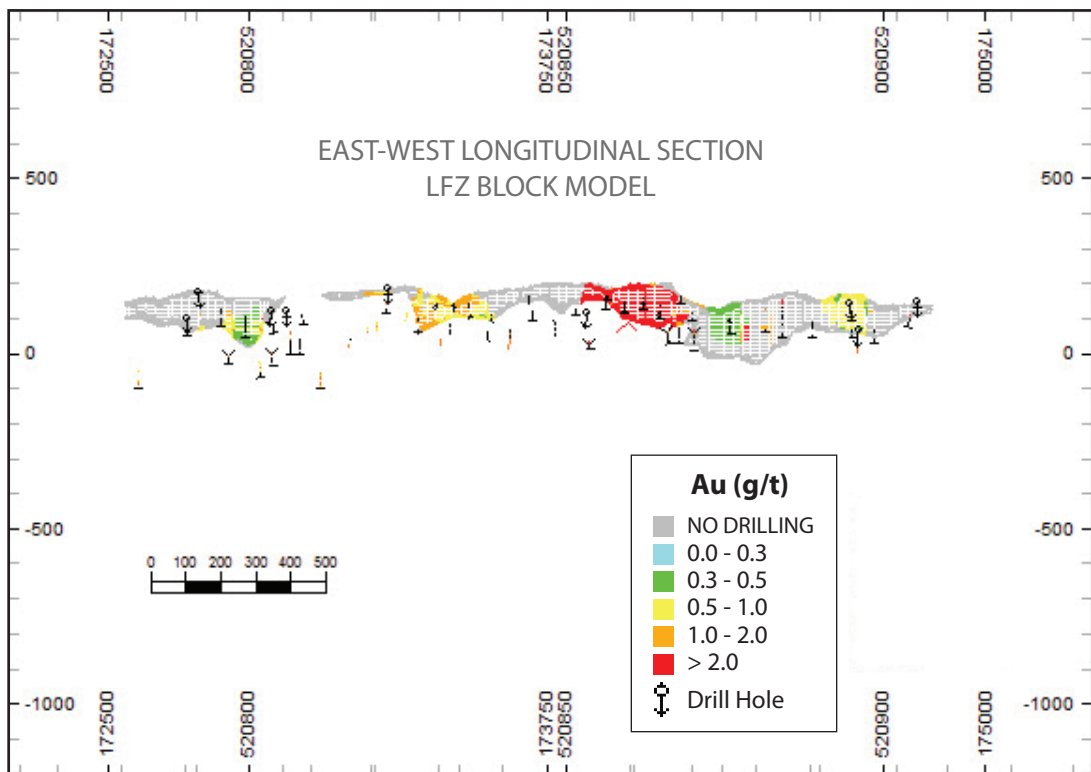 172500 520800 173750 520850 520900 175000
EAST-WEST LONGITUDINAL SECTION
LFZ BLOCK MODEL
500 500
0 0
-500 -500
-1000 -1000
0 100 200 300 400 500
Au (g/t)
NO DRILLING
0.0 - 0.3
0.3 - 0.5
0.5 - 1.0
1.0 - 2.0
> 2.0
Drill Hole
172500 520800 173750 520850 520900 175000